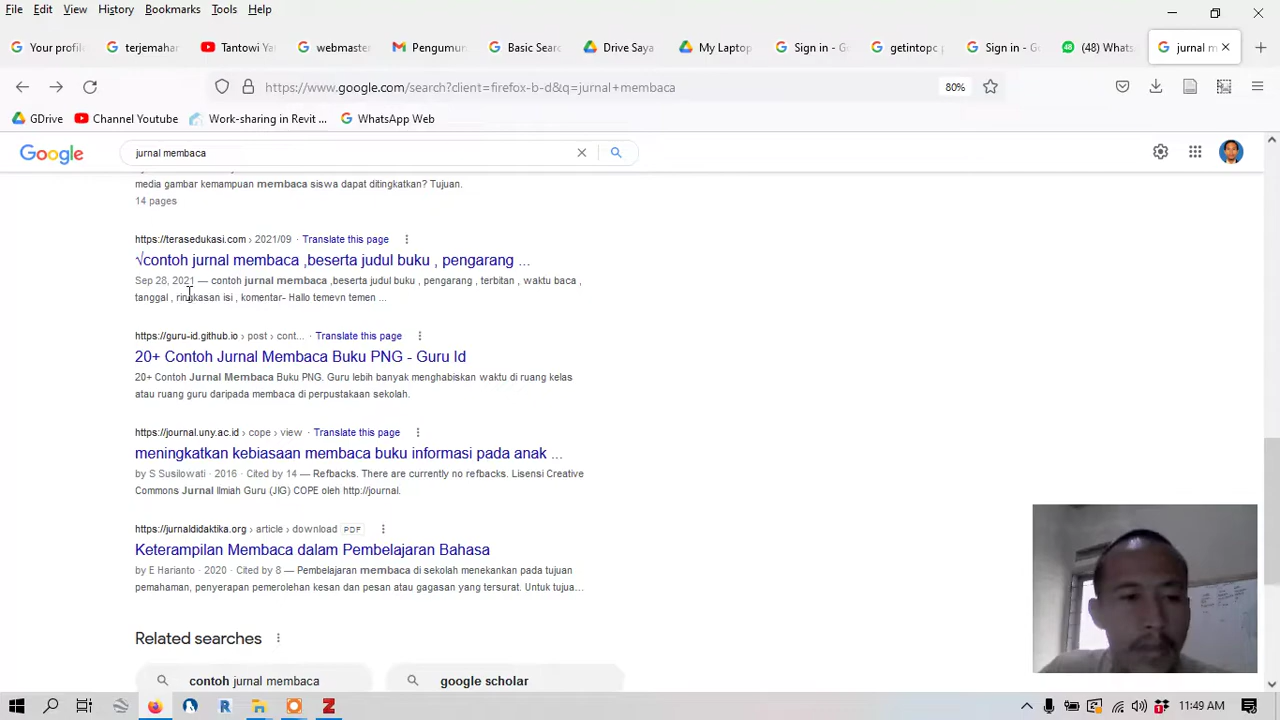 File Edit View History Bookmarks Tools Help
Your profile
terjemahan
Tantowi Ya
webmaster
Pengumum
Basic Sear
Drive Saya
My Laptop
Sign in - Go
getintopc
Sign in - Go
(48) Whats
jurnal m
https://www.google.com/search?client=firefox-b-d&q=jurnal+membaca
80%
GDrive Channel Youtube Work-sharing in Revit ... WhatsApp Web
Google jurnal membaca
media gambar kemampuan membaca siswa dapat ditingkatkan? Tujuan.
14 pages
https://terasedukasi.com › 2021/09 · Translate this page
√contoh jurnal membaca ,beserta judul buku , pengarang ...
Sep 28, 2021 — contoh jurnal membaca ,beserta judul buku , pengarang , terbitan , waktu baca ,
tanggal , ringkasan isi , komentar- Hallo temevn temen ...
https://guru-id.github.io › post › cont... · Translate this page
20+ Contoh Jurnal Membaca Buku PNG - Guru Id
20+ Contoh Jurnal Membaca Buku PNG. Guru lebih banyak menghabiskan waktu di ruang kelas
atau ruang guru daripada membaca di perpustakaan sekolah.
https://journal.uny.ac.id › cope › view · Translate this page
meningkatkan kebiasaan membaca buku informasi pada anak ...
by S Susilowati · 2016 · Cited by 14 — Refbacks. There are currently no refbacks. Lisensi Creative
Commons Jurnal Ilmiah Guru (JIG) COPE oleh http://journal.
https://jurnaldidaktika.org › article › download PDF
Keterampilan Membaca dalam Pembelajaran Bahasa
by E Harianto · 2020 · Cited by 8 — Pembelajaran membaca di sekolah menekankan pada tujuan
pemahaman, penyerapan pemerolehan kesan dan pesan atau gagasan yang tersurat. Untuk tujua...
Related searches
contoh jurnal membaca
google scholar
11:49 AM